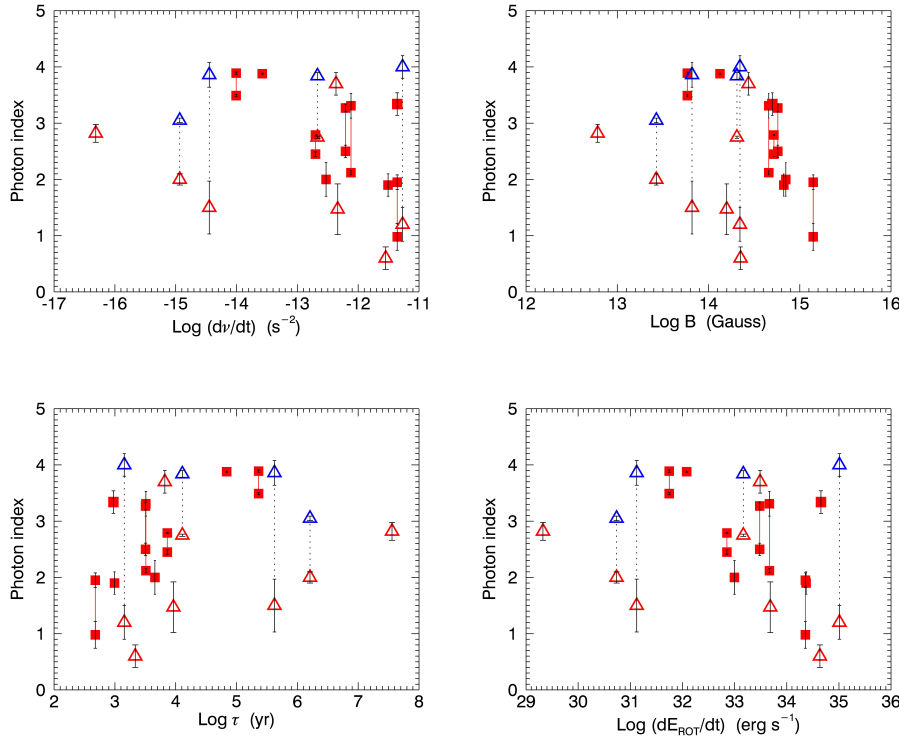 5
4
3
2
1
0
Photon index
-17 -16 -15 -14 -13 -12 -11
Log (dν/dt) (s⁻²)
5
4
3
2
1
0
Photon index
12 13 14 15 16
Log B (Gauss)
5
4
3
2
1
0
Photon index
2 3 4 5 6 7 8
Log τ (yr)
5
4
3
2
1
0
Photon index
29 30 31 32 33 34 35 36
Log (dE_ROT/dt) (erg s⁻¹)